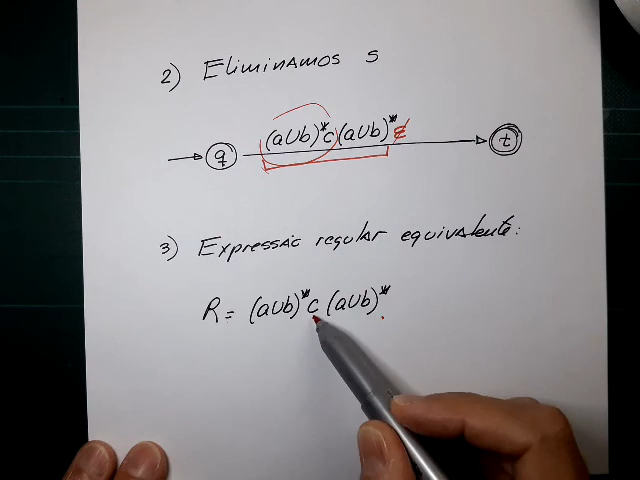 2) Eliminamos s
(a∪b)*c(a∪b)*ε
q t
3) Expressão regular equivalente:
R = (a∪b)*c(a∪b)*.